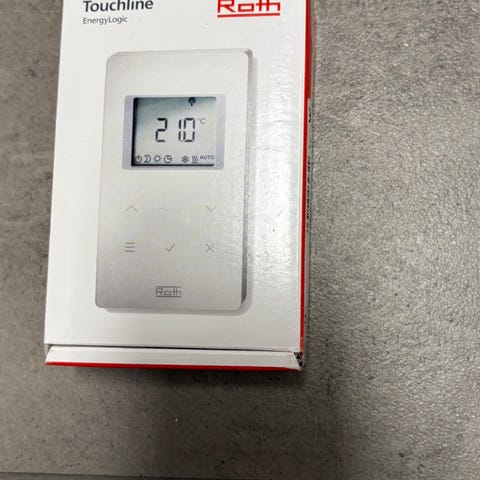 Touchline
EnergyLogic
Roth
21.0 °C
AUTO
Roth